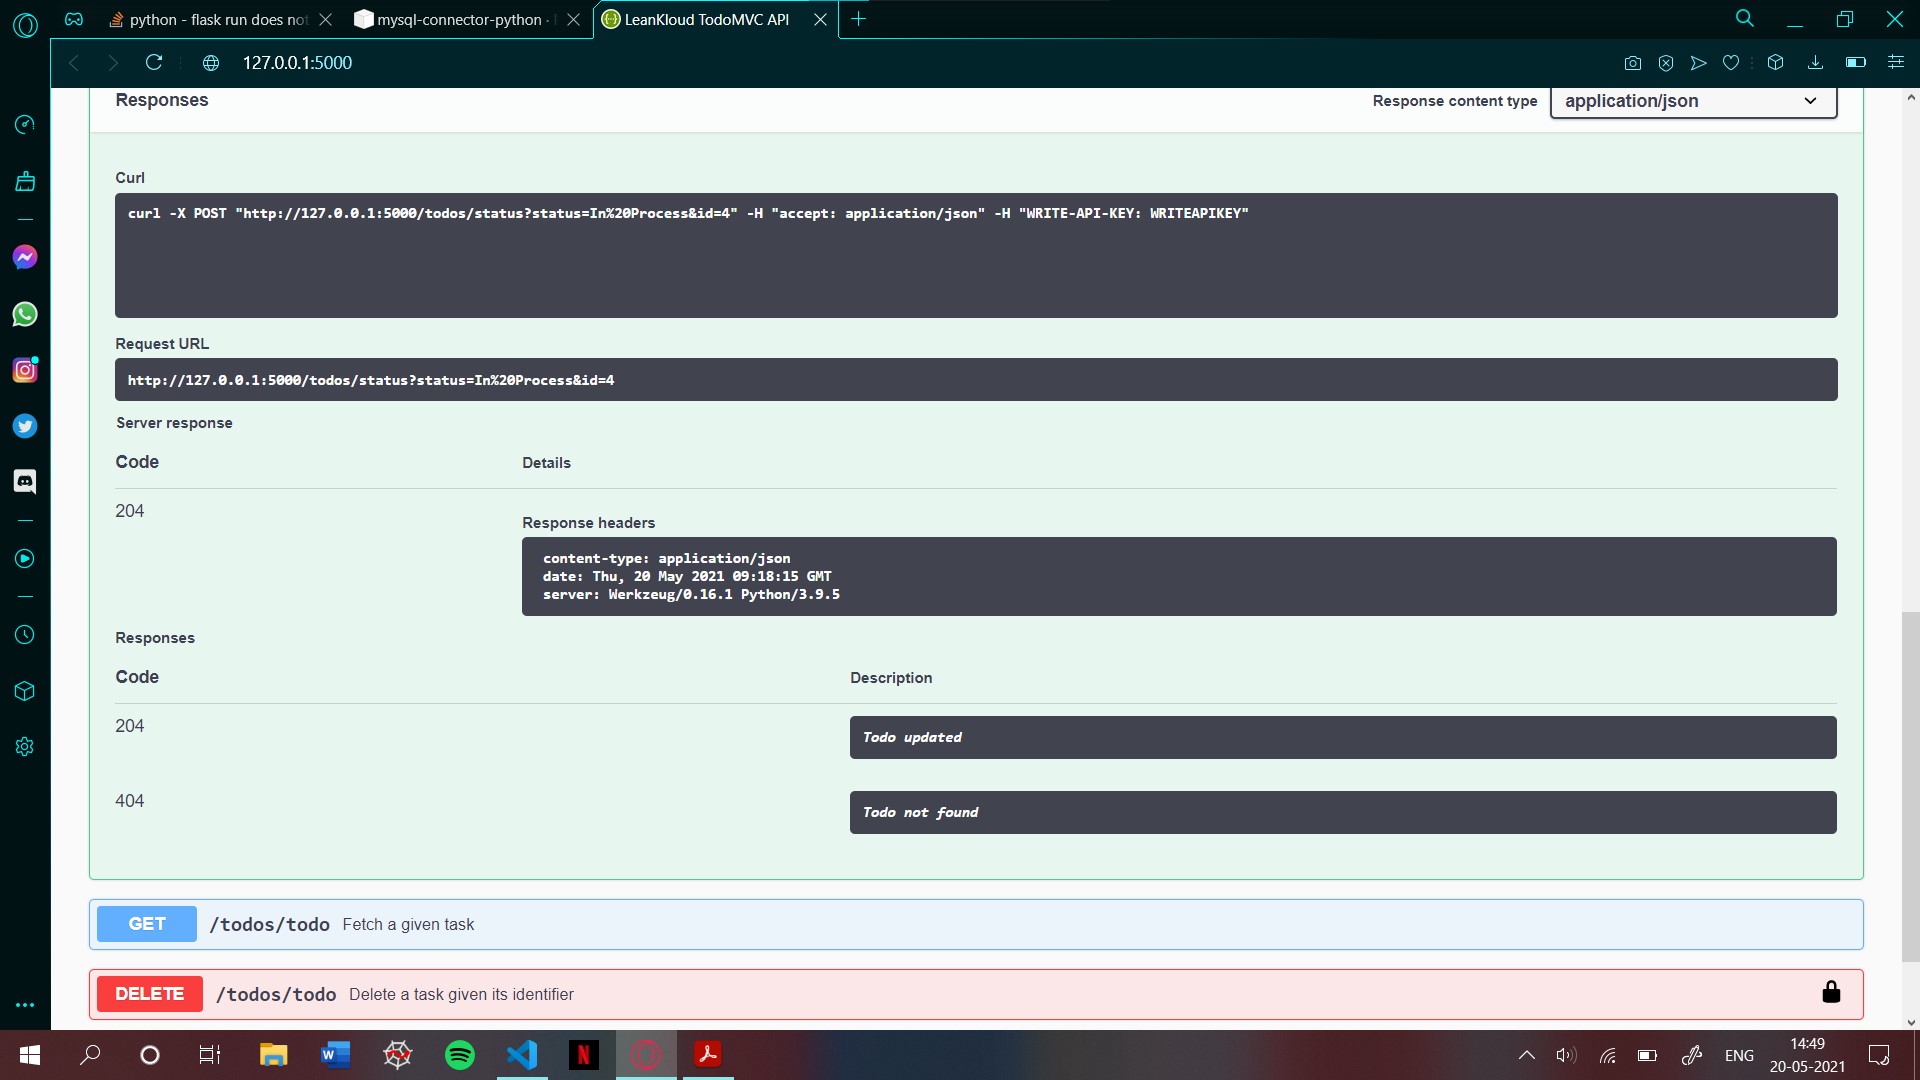 python - flask run does not
mysql-connector-python ·
LeanKloud TodoMVC API
127.0.0.1:5000
Responses
Response content type
application/json
Curl
curl -X POST "http://127.0.0.1:5000/todos/status?status=In%20Process&id=4" -H "accept: application/json" -H "WRITE-API-KEY: WRITEAPIKEY"
Request URL
http://127.0.0.1:5000/todos/status?status=In%20Process&id=4
Server response
Code
Details
204
Response headers
content-type: application/json
date: Thu, 20 May 2021 09:18:15 GMT
server: Werkzeug/0.16.1 Python/3.9.5
Responses
Code
Description
204
Todo updated
404
Todo not found
GET /todos/todo Fetch a given task
DELETE /todos/todo Delete a task given its identifier
ENG
14:49
20-05-2021